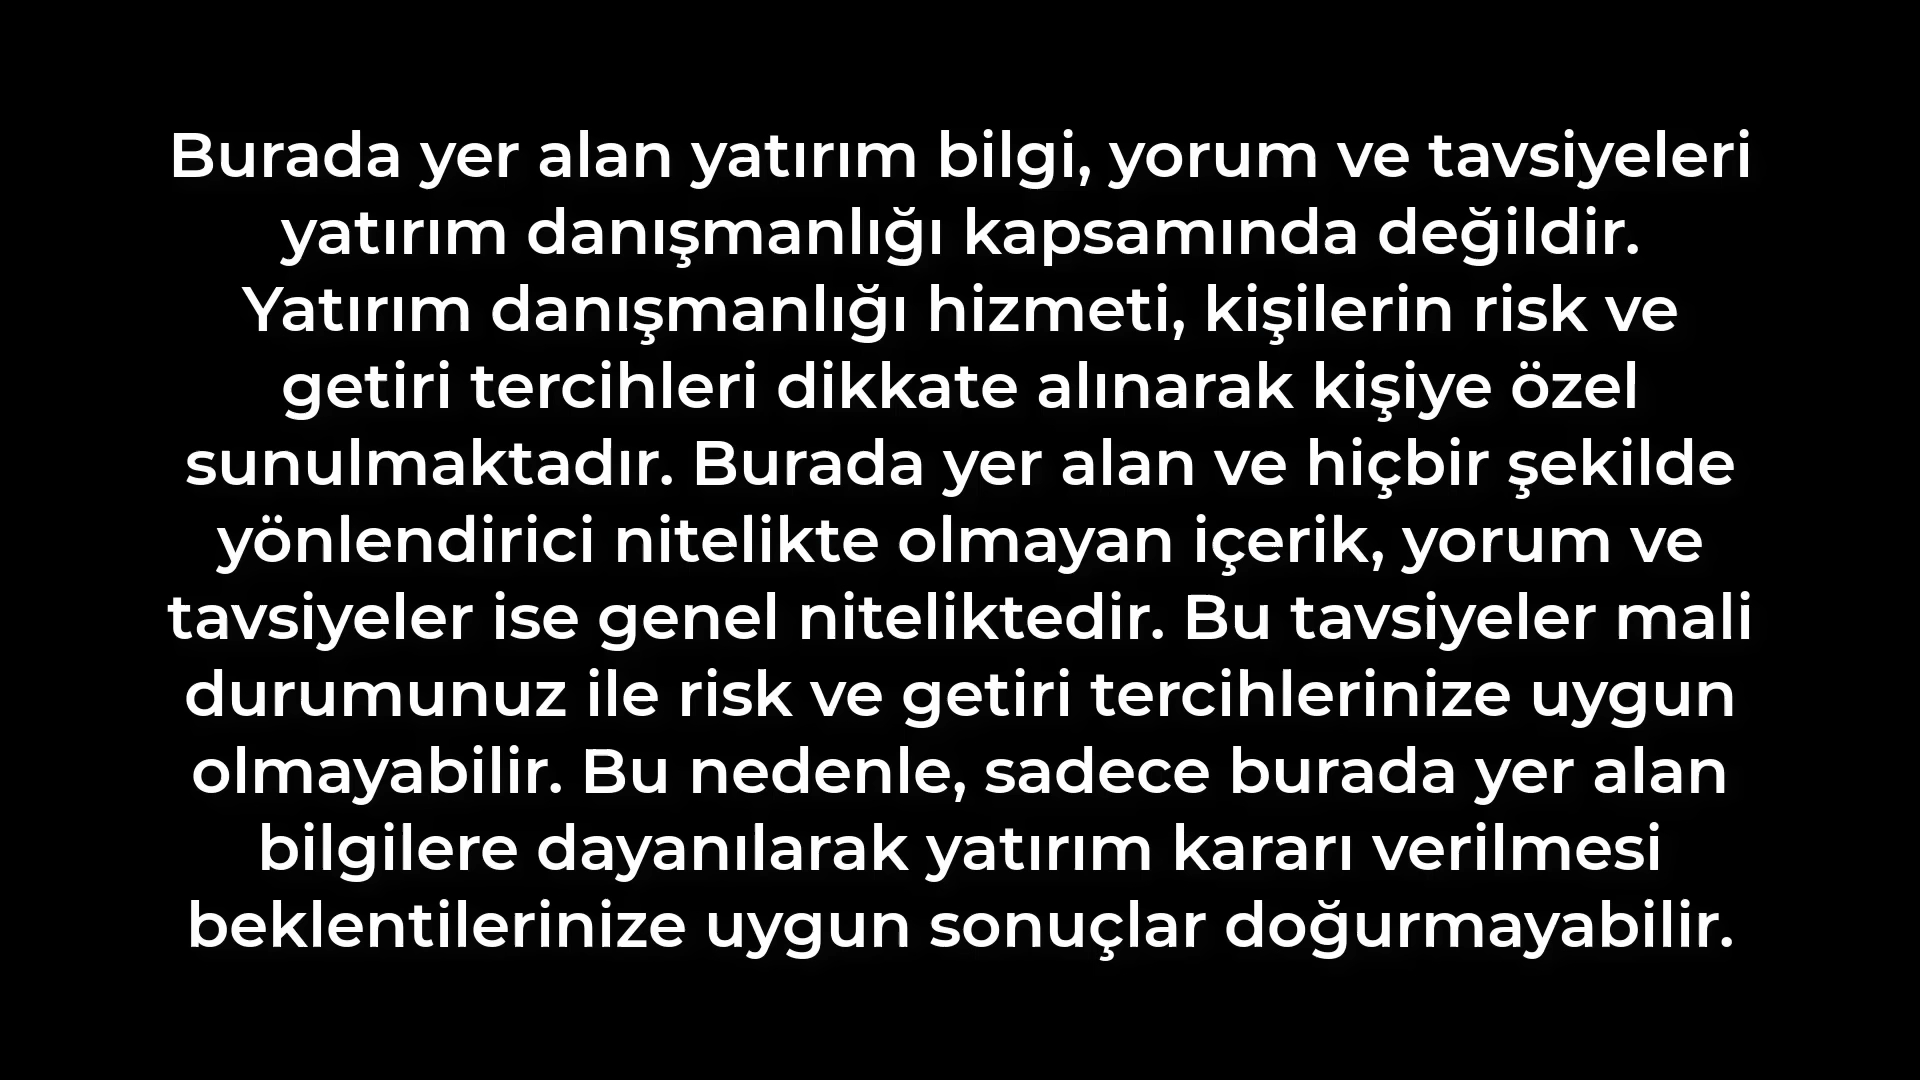 Burada yer alan yatırım bilgi, yorum ve tavsiyeleri
yatırım danışmanlığı kapsamında değildir.
Yatırım danışmanlığı hizmeti, kişilerin risk ve
getiri tercihleri dikkate alınarak kişiye özel
sunulmaktadır. Burada yer alan ve hiçbir şekilde
yönlendirici nitelikte olmayan içerik, yorum ve
tavsiyeler ise genel niteliktedir. Bu tavsiyeler mali
durumunuz ile risk ve getiri tercihlerinize uygun
olmayabilir. Bu nedenle, sadece burada yer alan
bilgilere dayanılarak yatırım kararı verilmesi
beklentilerinize uygun sonuçlar doğurmayabilir.